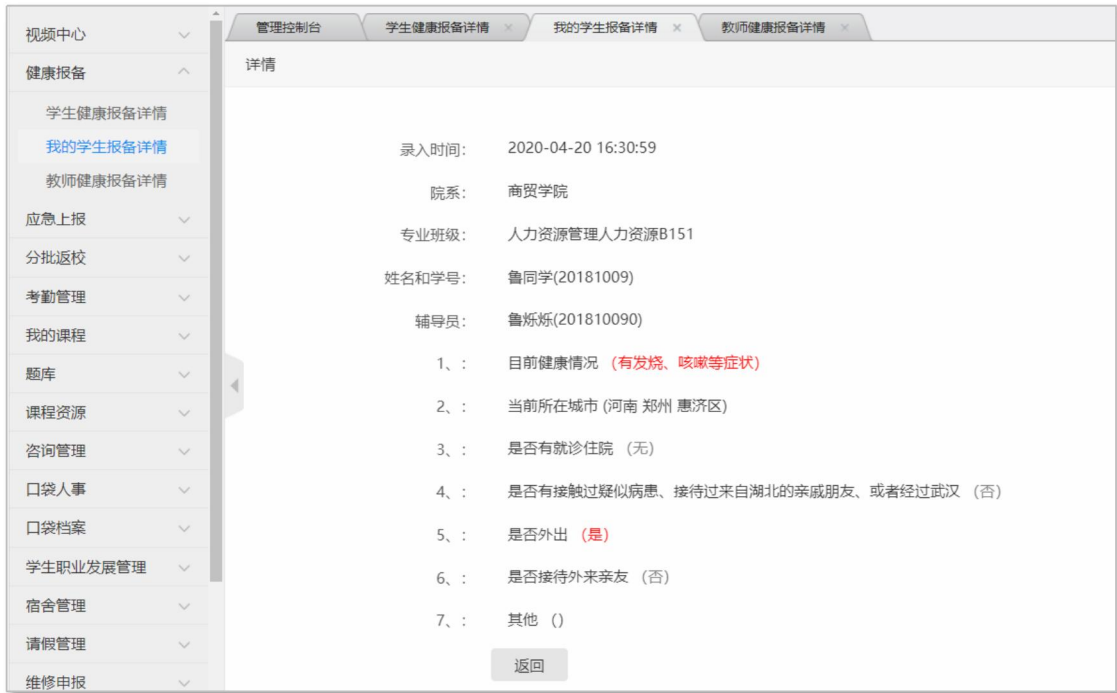 视频中心
健康报备
学生健康报备详情
我的学生报备详情
教师健康报备详情
应急上报
分批返校
考勤管理
我的课程
题库
课程资源
咨询管理
口袋人事
口袋档案
学生职业发展管理
宿舍管理
请假管理
维修申报
管理控制台 学生健康报备详情 × 我的学生报备详情 × 教师健康报备详情 ×
详情
录入时间： 2020-04-20 16:30:59
院系： 商贸学院
专业班级： 人力资源管理人力资源B151
姓名和学号： 鲁同学(20181009)
辅导员： 鲁烁烁(201810090)
1、： 目前健康情况 （有发烧、咳嗽等症状）
2、： 当前所在城市 (河南 郑州 惠济区)
3、： 是否有就诊住院 （无）
4、： 是否有接触过疑似病患、接待过来自湖北的亲戚朋友、或者经过武汉 （否）
5、： 是否外出 （是）
6、： 是否接待外来亲友 （否）
7、： 其他 （）
返回